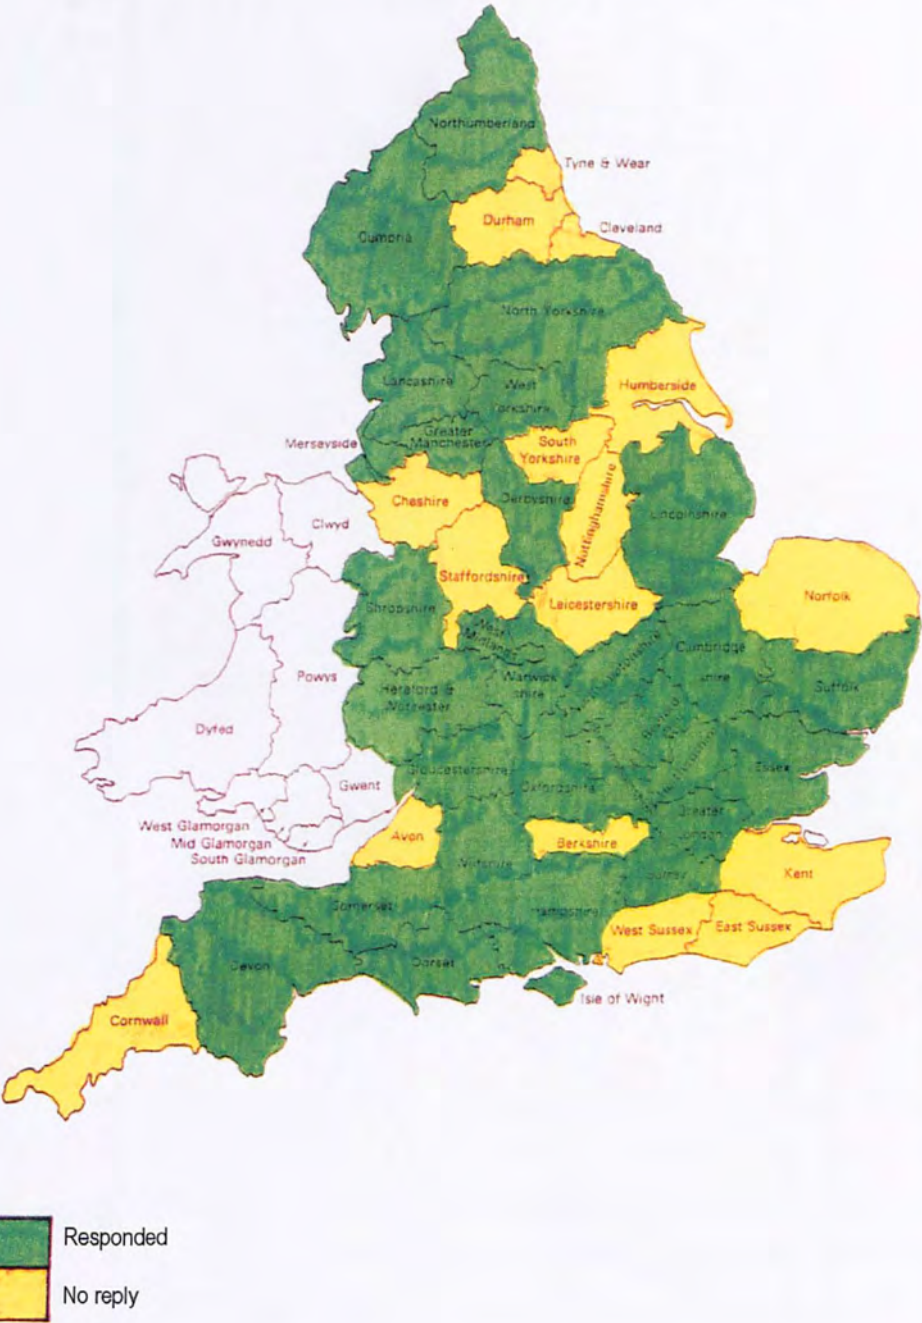 Northumberland
Tyne & Wear
Durham
Cleveland
Cumbria
North Yorkshire
Lancashire
West
Yorkshire
Humberside
Greater
Manchester
Merseyside
South
Yorkshire
Cheshire
Derbyshire
Nottinghamshire
Lincolnshire
Clwyd
Gwynedd
Staffordshire
Leicestershire
Norfolk
Shropshire
West
Midlands
Cambridge
shire
Powys
Hereford &
Worcester
Warwick
shire
Suffolk
Dyfed
Gwent
Gloucestershire
Oxfordshire
Essex
West Glamorgan
Mid Glamorgan
South Glamorgan
Avon
Wiltshire
Berkshire
Greater
London
Surrey
Kent
Somerset
Hampshire
West Sussex
East Sussex
Devon
Dorset
Isle of Wight
Cornwall
Responded
No reply